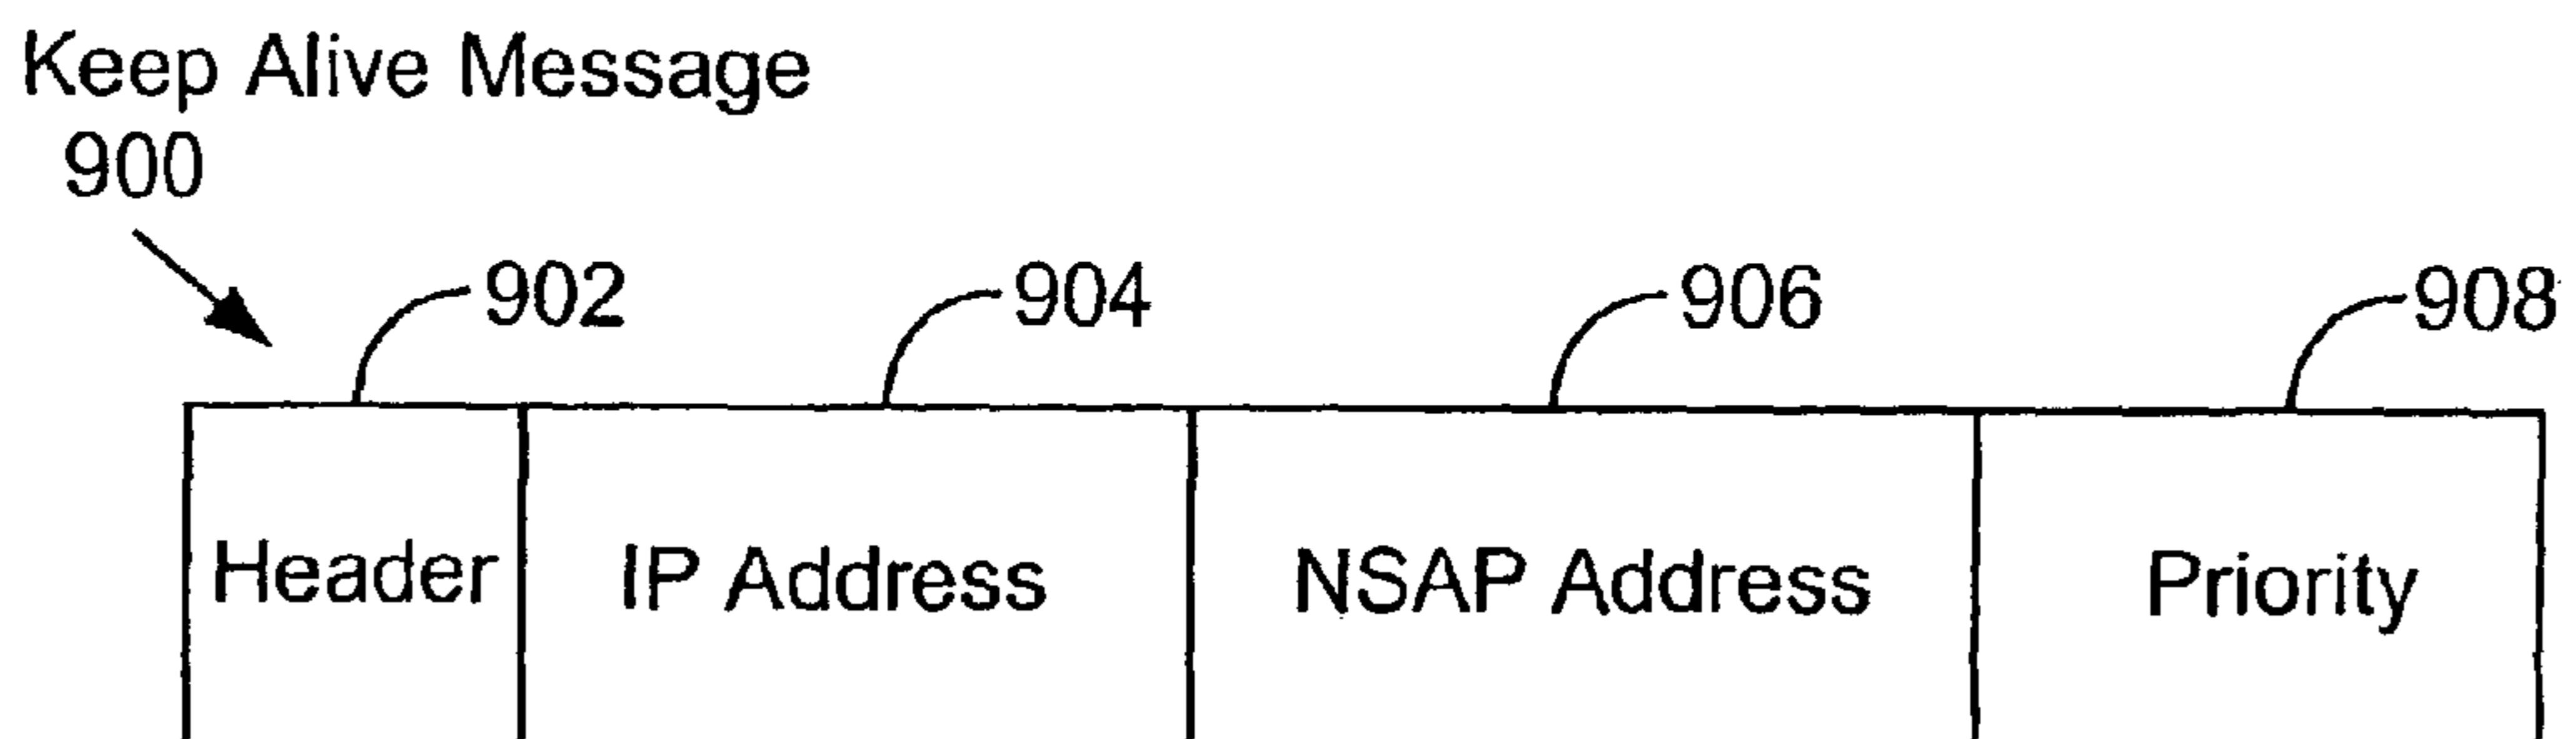 Keep Alive Message
900
902 904 906 908
Header IP Address NSAP Address Priority